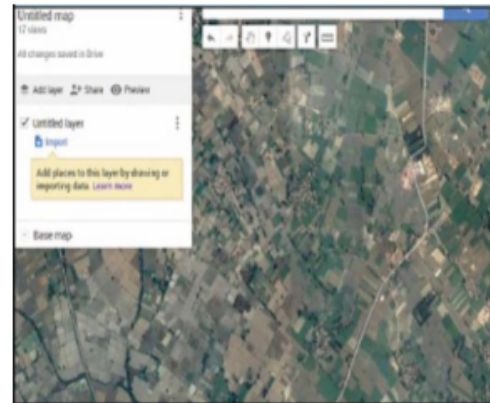 Untitled map
17 views
All changes saved in Drive
Add layer Share Preview
Untitled layer
Import
Add places to this layer by drawing or
importing data. Learn more
Base map